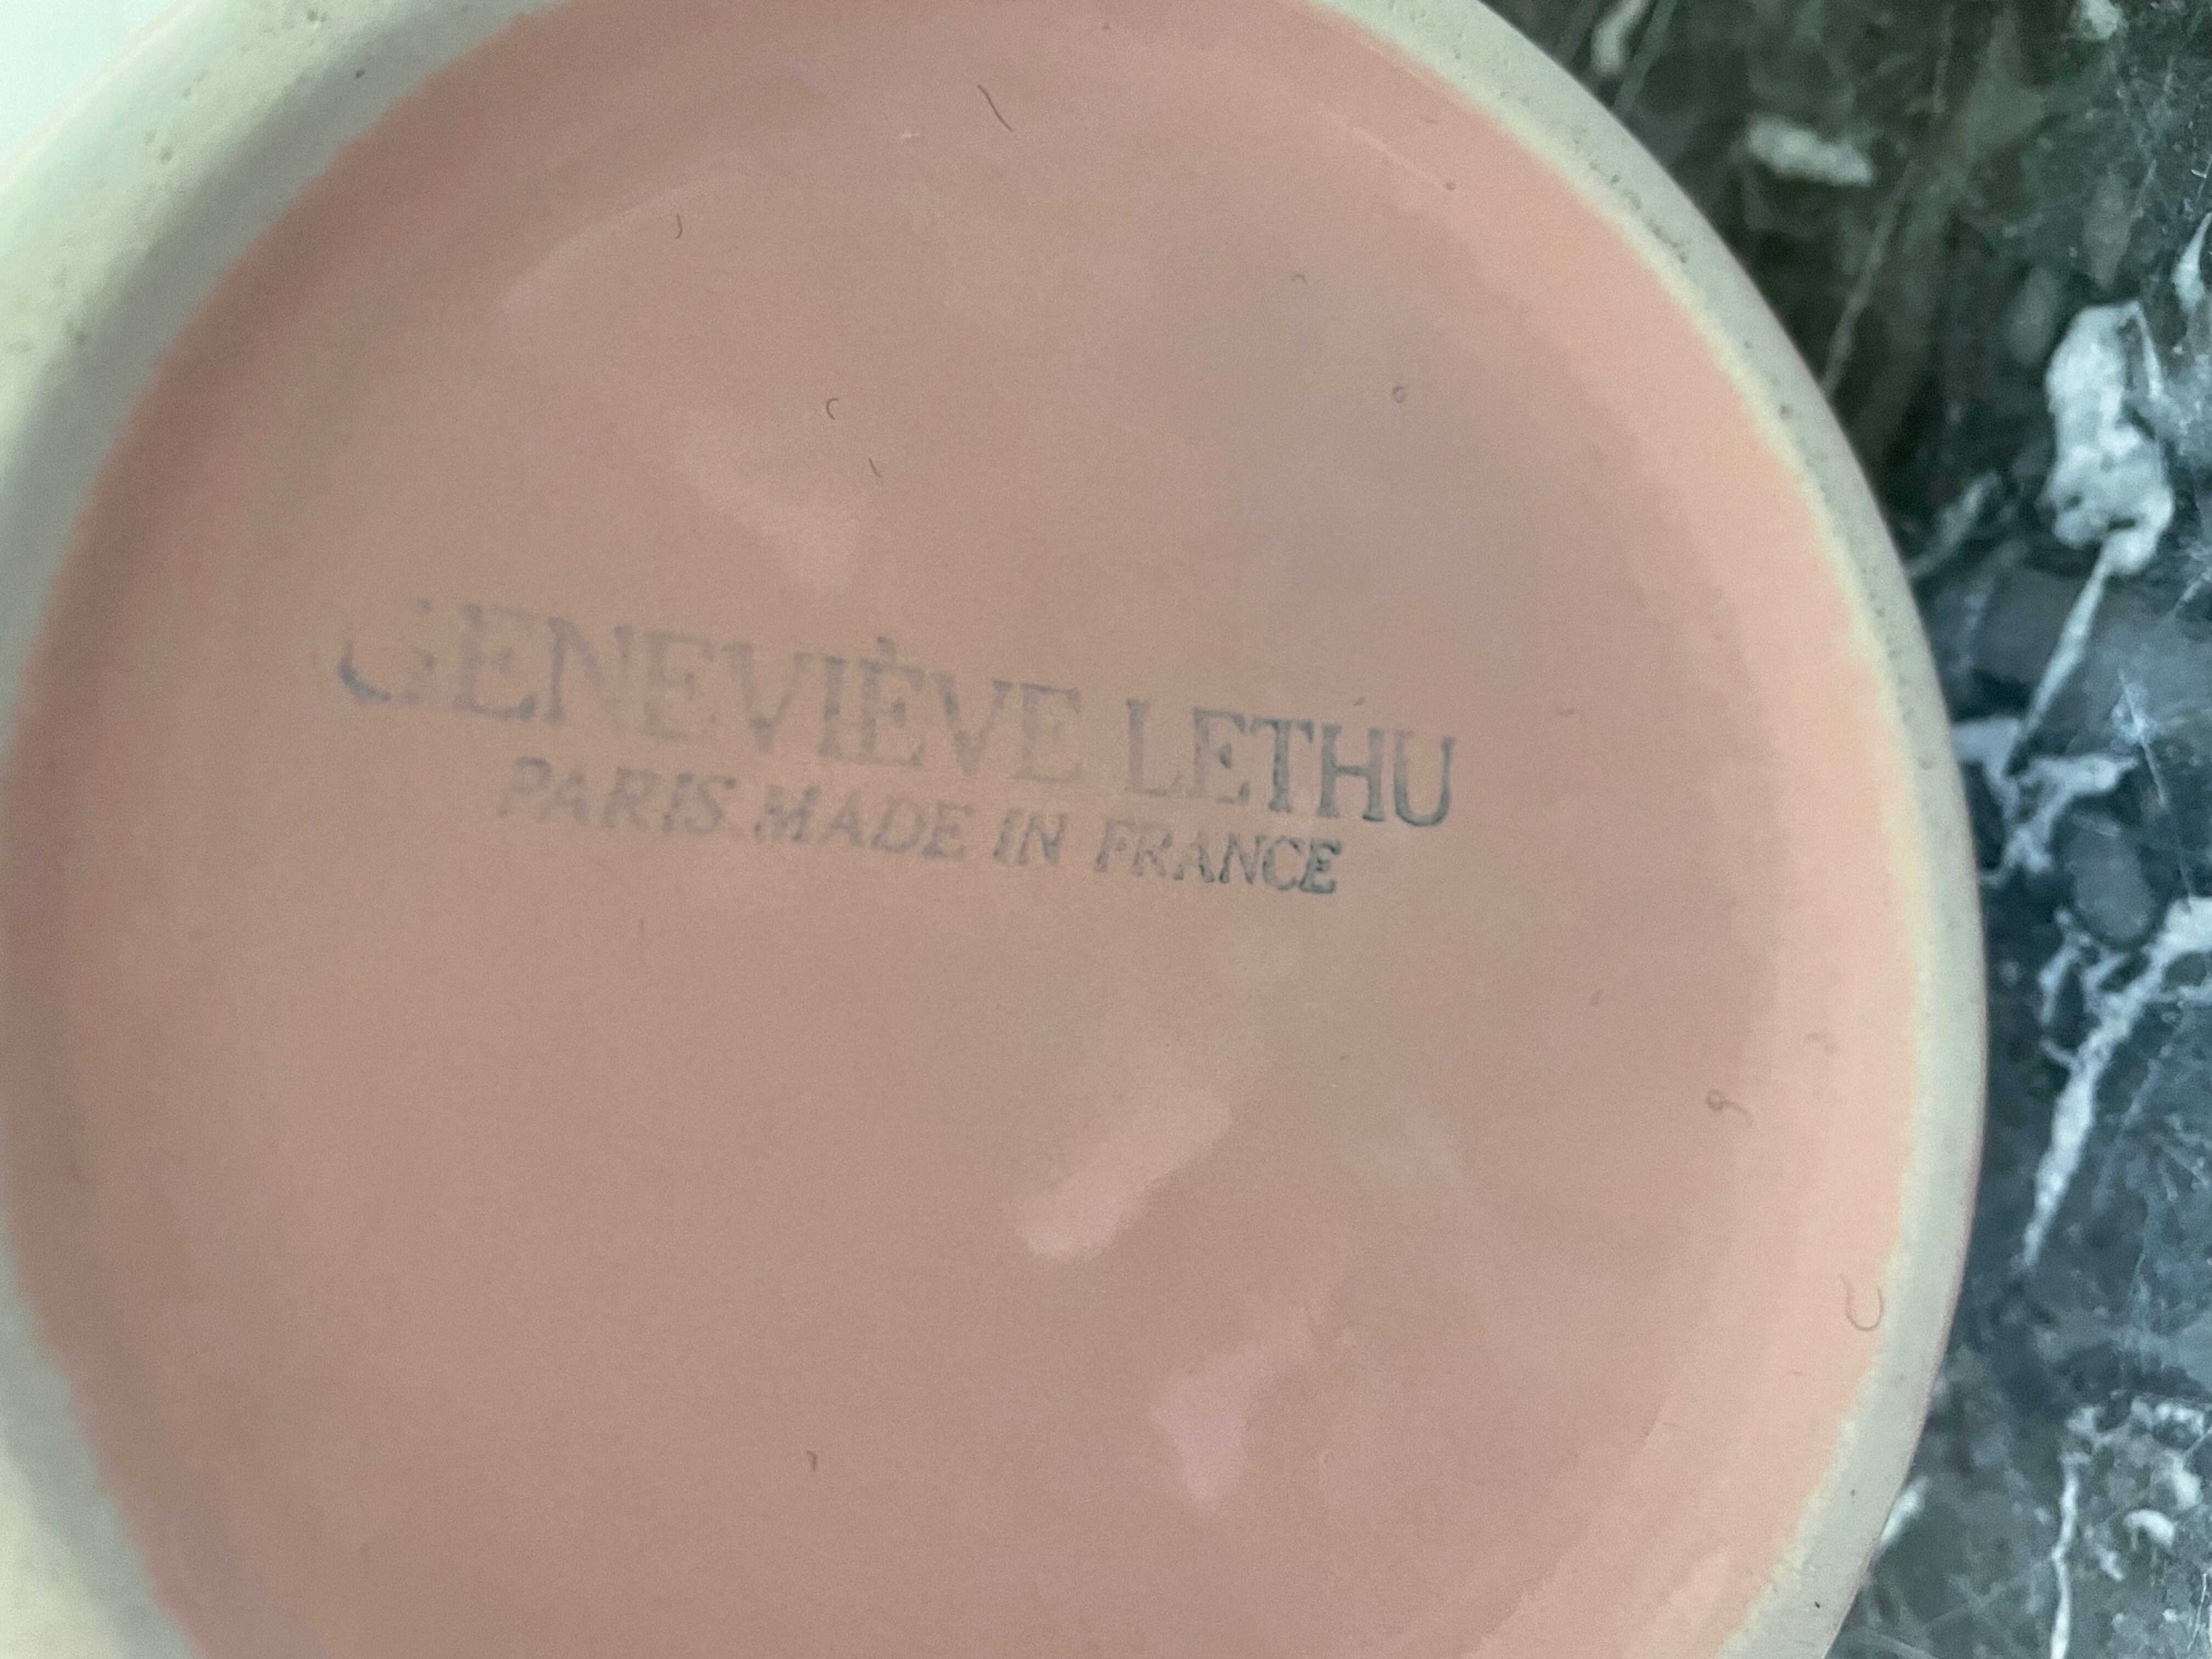 GENEVIÈVE LETHU
PARIS MADE IN FRANCE